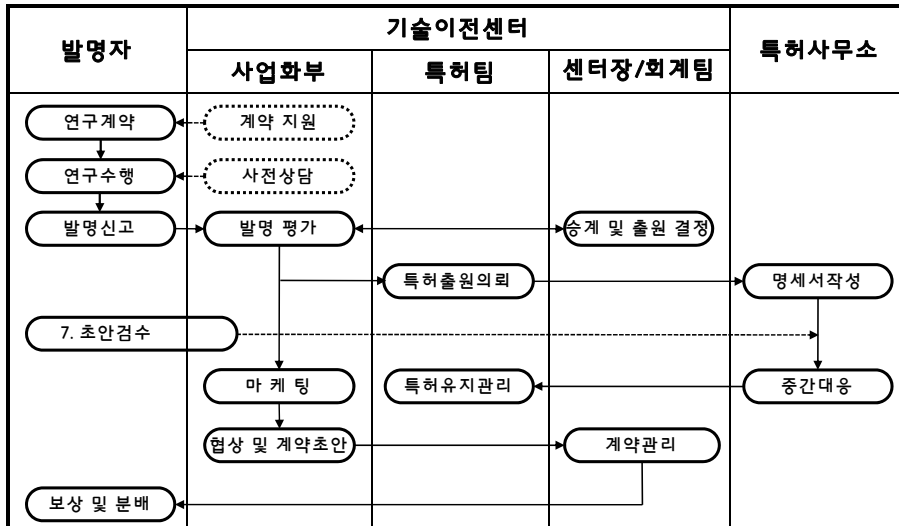 발명자
기술이전센터
특허사무소
사업화부
특허팀
센터장/회계팀
연구계약
계약 지원
연구수행
사전상담
발명신고
발명 평가
승계 및 출원 결정
특허출원의뢰
명세서작성
7. 초안검수
마 케 팅
특허유지관리
중간대응
협상 및 계약초안
계약관리
보상 및 분배